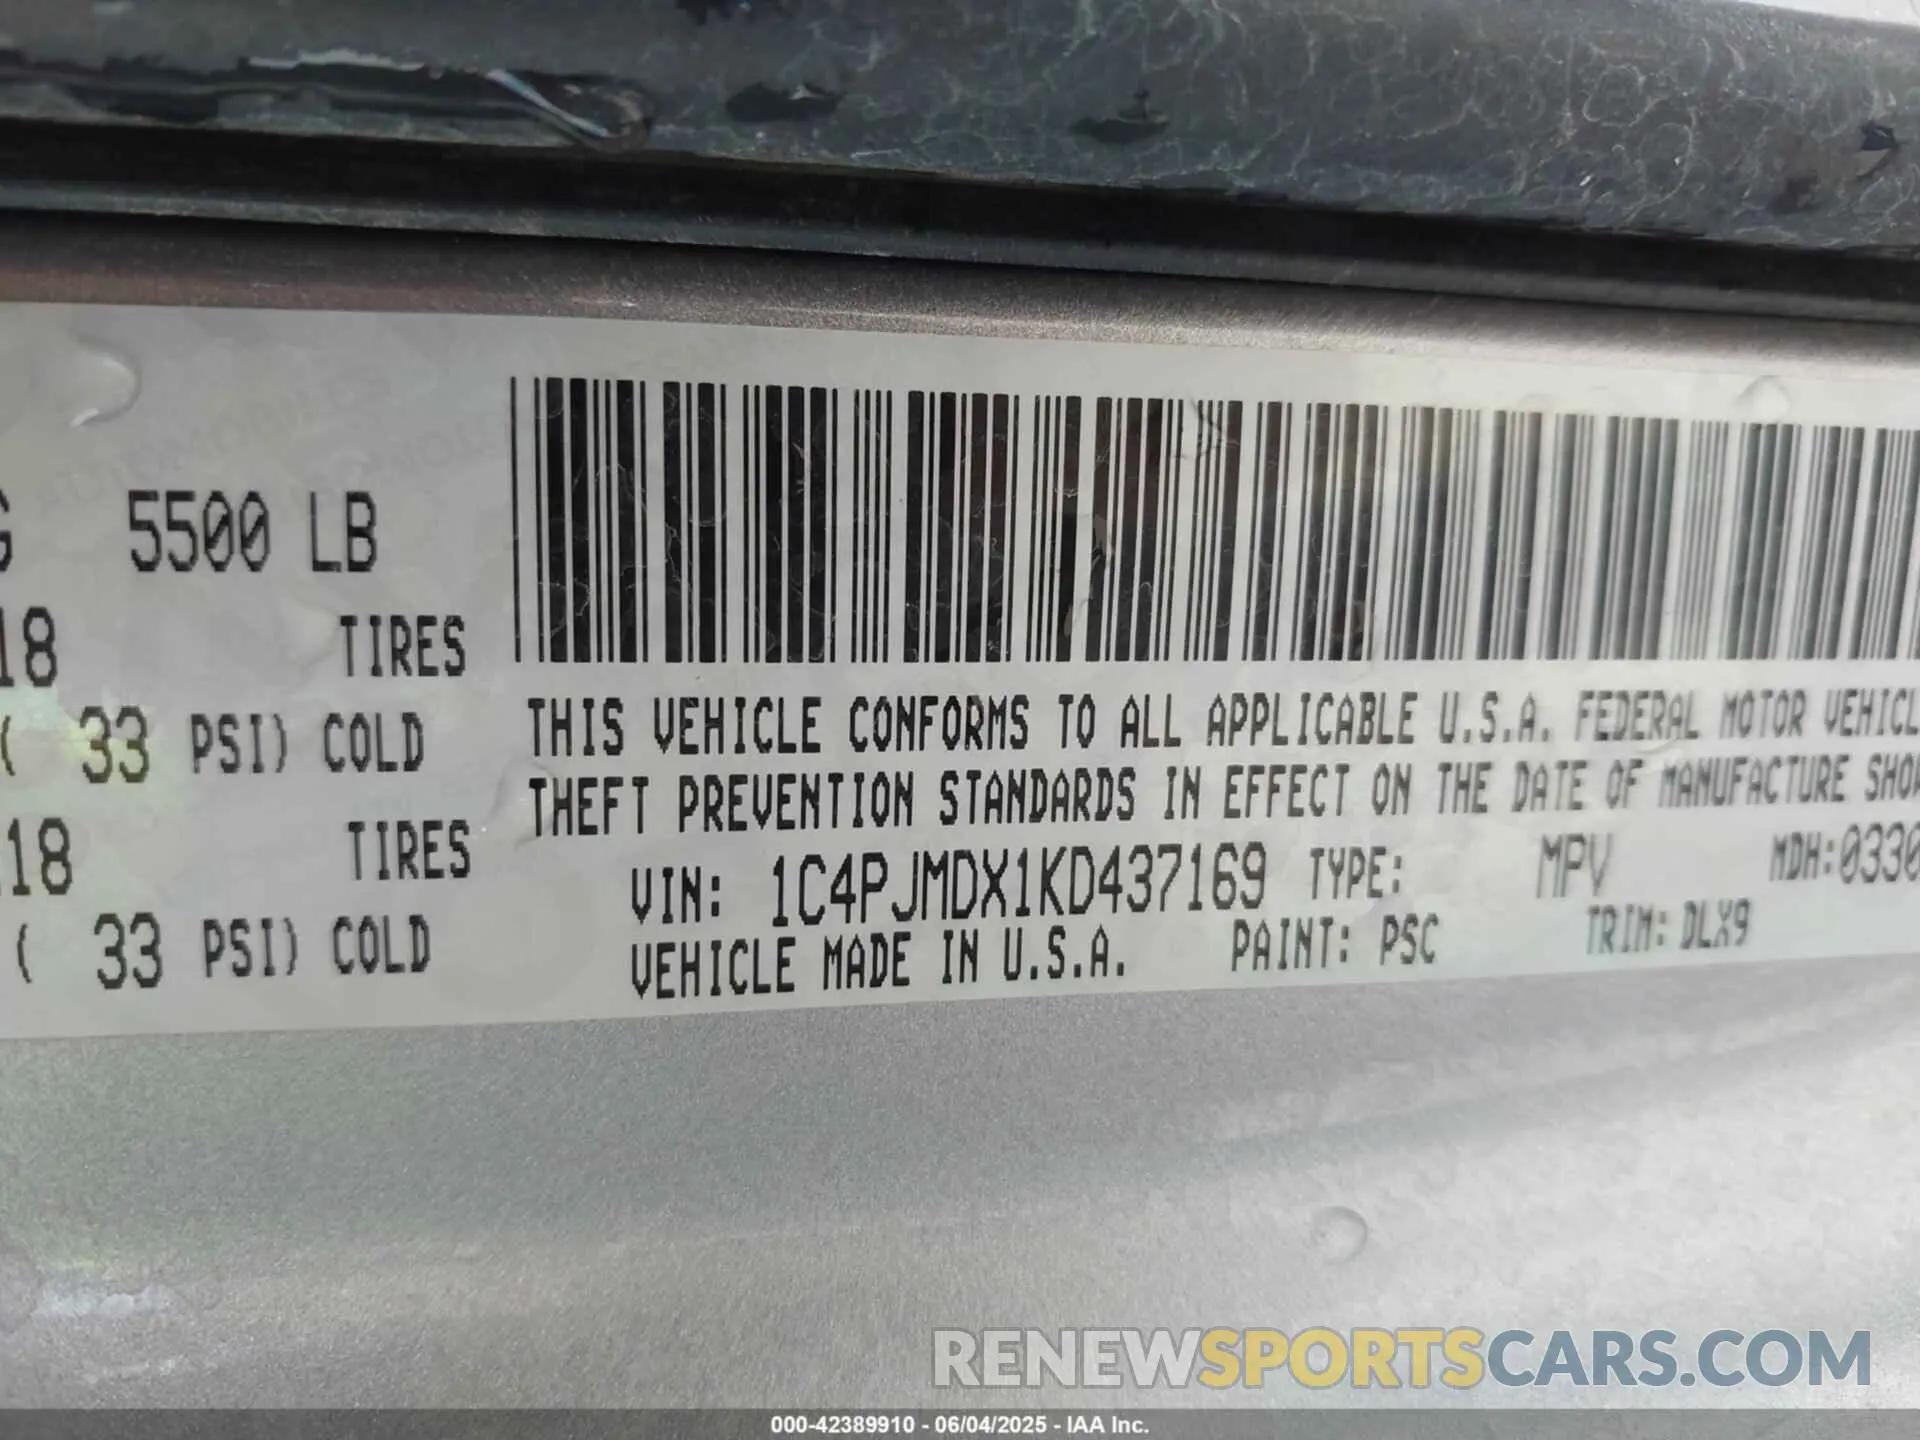 5500 LB
18 TIRES
( 33 PSI) COLD
18 TIRES
( 33 PSI) COLD
THIS VEHICLE CONFORMS TO ALL APPLICABLE U.S.A. FEDERAL MOTOR VEHICL
THEFT PREVENTION STANDARDS IN EFFECT ON THE DATE OF MANUFACTURE SHOW
VIN: 1C4PJMDX1KD437169 TYPE: MPV MDH:0330
VEHICLE MADE IN U.S.A. PAINT: PSC TRIM: DLX9
RENEWSPORTSCARS.COM
000-42389910 - 06/04/2025 - IAA Inc.